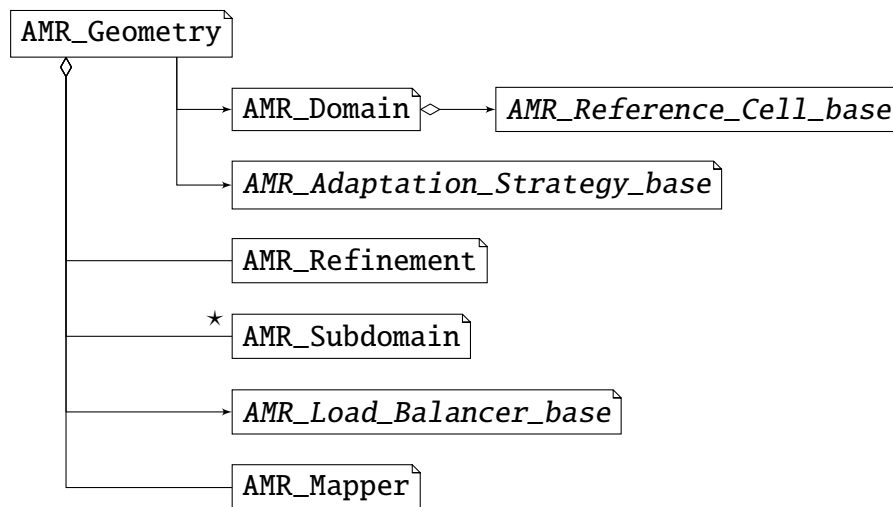 AMR_Geometry
AMR_Domain
AMR_Reference_Cell_base
AMR_Adaptation_Strategy_base
AMR_Refinement
★
AMR_Subdomain
AMR_Load_Balancer_base
AMR_Mapper